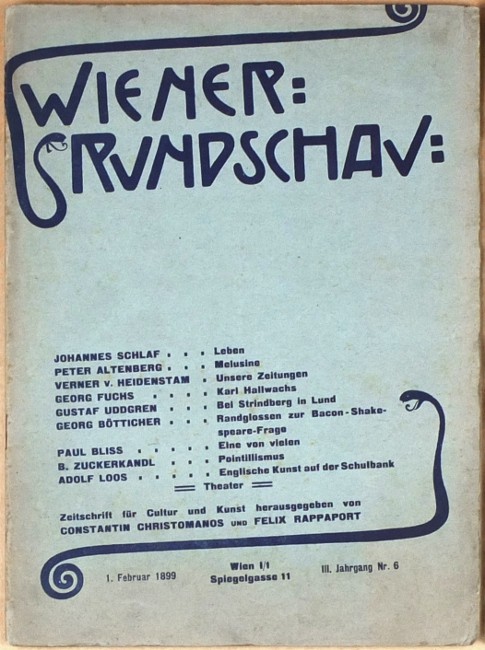 WIENER:
RVNDSCHAV:
JOHANNES SCHLAF . . . Leben
PETER ALTENBERG . . . Melusine
VERNER v. HEIDENSTAM . Unsere Zeitungen
GEORG FUCHS . . . . Karl Hallwachs
GUSTAF UDDGREN . . . Bei Strindberg in Lund
GEORG BÖTTICHER . . . Randglossen zur Bacon-Shake-
speare-Frage
PAUL BLISS . . . . . Eine von vielen
B. ZUCKERKANDL . . . Pointillismus
ADOLF LOOS . . . . . Englische Kunst auf der Schulbank
Theater
Zeitschrift für Cultur und Kunst herausgegeben von
CONSTANTIN CHRISTOMANOS UND FELIX RAPPAPORT
1. Februar 1899 Wien I/1 III. Jahrgang Nr. 6
Spiegelgasse 11